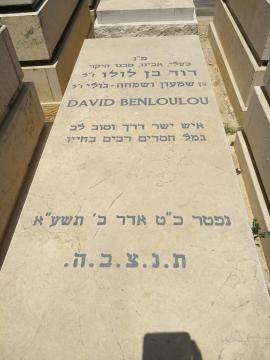 פ"נ
בעלי, אבינו, סבנו היקר
דוד בן לולו ז"ל
בן שמעון ושמחה-ג'ולי ז"ל
DAVID BENLOULOU
איש ישר דרך וטוב לב
גמל חסדים רבים בחייו
נפטר כ"ט אדר ב' תשע"א
ת.נ.צ.ב.ה.